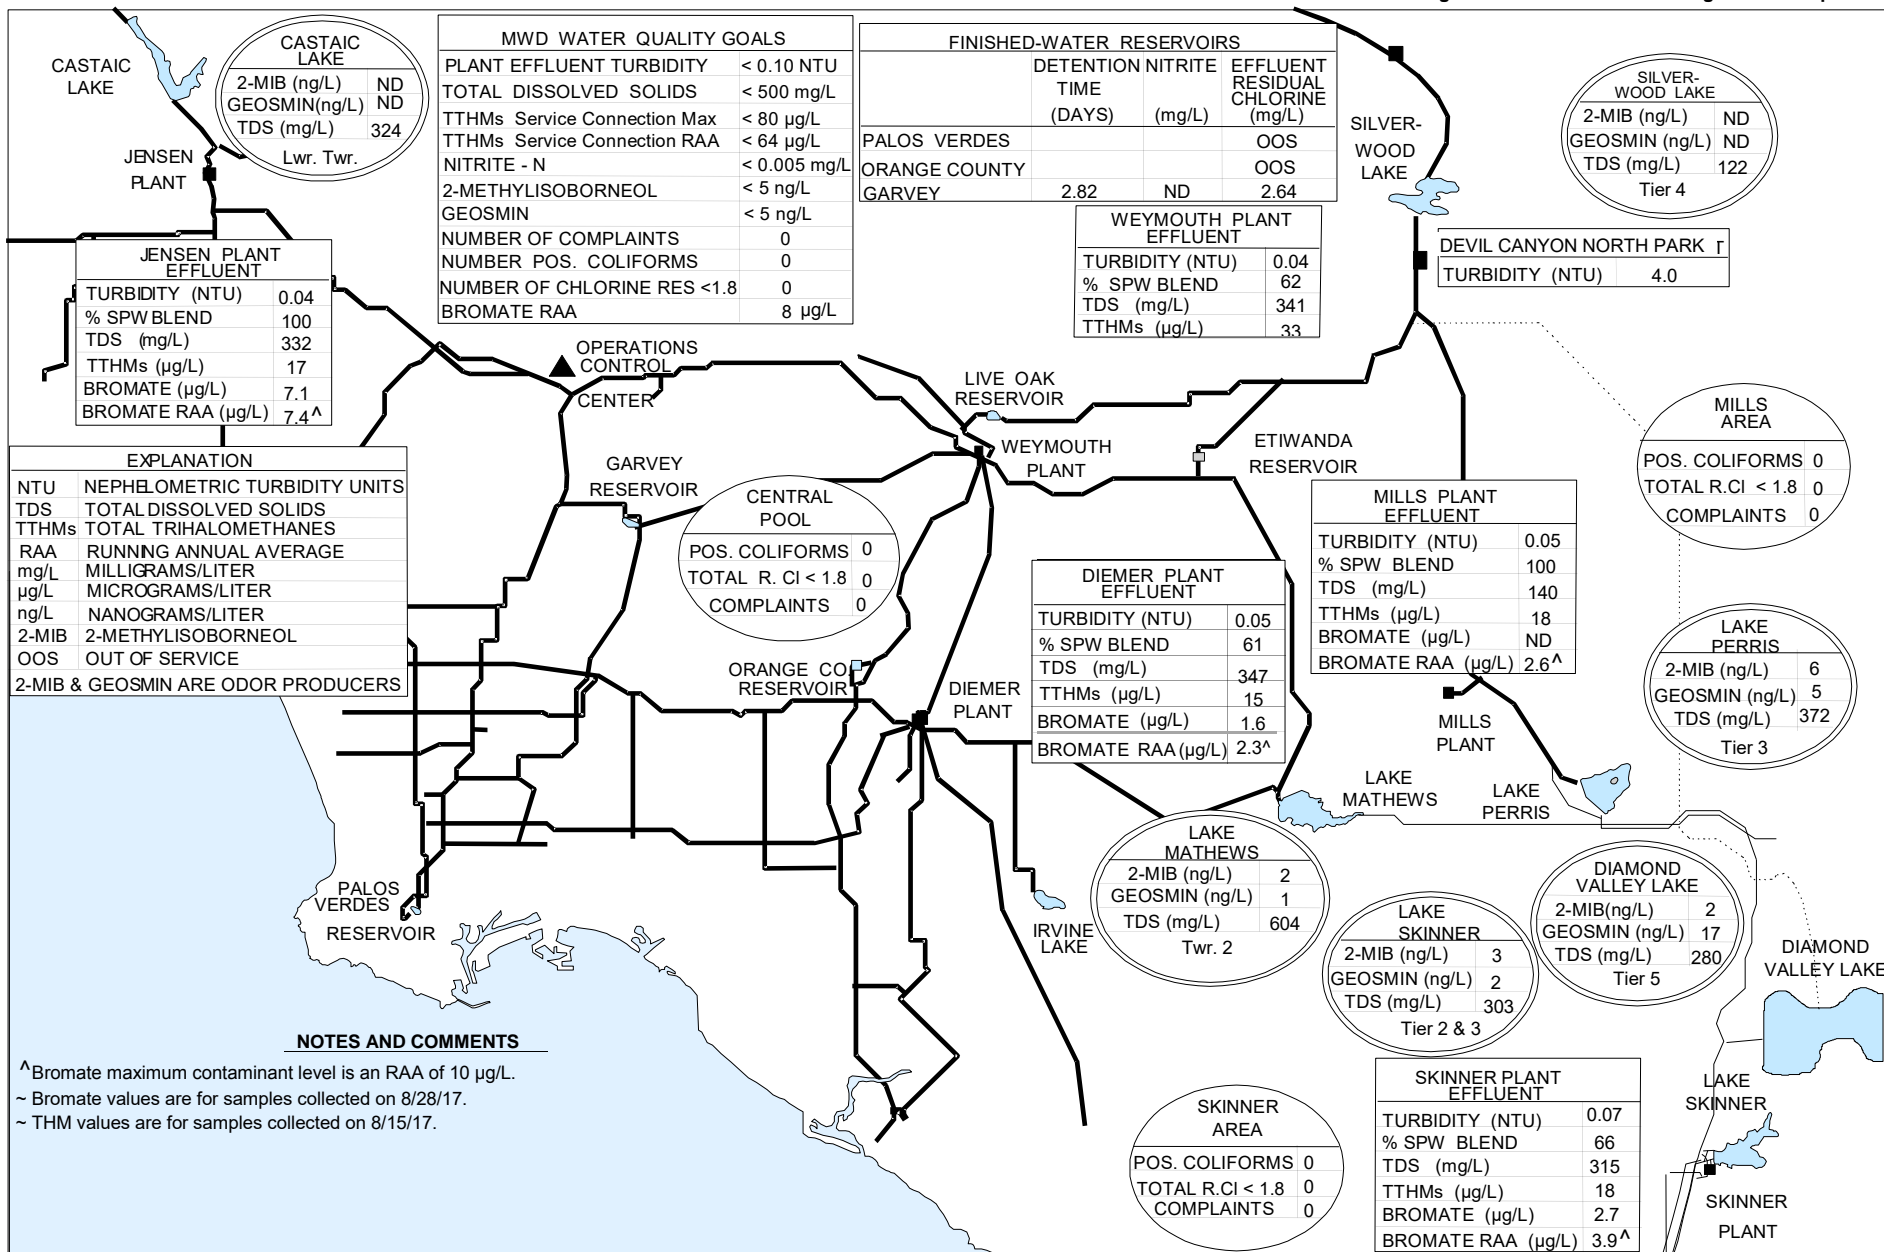 CASTAIC
LAKE
CASTAIC
LAKE
2-MIB (ng/L) ND
GEOSMIN(ng/L) ND
TDS (mg/L) 324
Lwr. Twr.
JENSEN
PLANT
MWD WATER QUALITY GOALS
PLANT EFFLUENT TURBIDITY < 0.10 NTU
TOTAL DISSOLVED SOLIDS < 500 mg/L
TTHMs Service Connection Max < 80 µg/L
TTHMs Service Connection RAA < 64 µg/L
NITRITE - N < 0.005 mg/L
2-METHYLISOBORNEOL < 5 ng/L
GEOSMIN < 5 ng/L
NUMBER OF COMPLAINTS 0
NUMBER POS. COLIFORMS 0
NUMBER OF CHLORINE RES <1.8 0
BROMATE RAA 8 µg/L
FINISHED-WATER RESERVOIRS
DETENTION NITRITE EFFLUENT
TIME RESIDUAL
CHLORINE
(DAYS) (mg/L) (mg/L)
PALOS VERDES OOS
ORANGE COUNTY OOS
GARVEY 2.82 ND 2.64
SILVER-
WOOD
LAKE
SILVER-
WOOD LAKE
2-MIB (ng/L) ND
GEOSMIN (ng/L) ND
TDS (mg/L) 122
Tier 4
WEYMOUTH PLANT
EFFLUENT
TURBIDITY (NTU) 0.04
% SPW BLEND 62
TDS (mg/L) 341
TTHMs (µg/L) 33
DEVIL CANYON NORTH PARK
TURBIDITY (NTU) 4.0
JENSEN PLANT
EFFLUENT
TURBIDITY (NTU) 0.04
% SPW BLEND 100
TDS (mg/L) 332
TTHMs (µg/L) 17
BROMATE (µg/L) 7.1
BROMATE RAA (µg/L) 7.4^
OPERATIONS
CONTROL
CENTER
LIVE OAK
RESERVOIR
WEYMOUTH
PLANT
ETIWANDA
RESERVOIR
GARVEY
RESERVOIR
MILLS
AREA
POS. COLIFORMS 0
TOTAL R.Cl < 1.8 0
COMPLAINTS 0
EXPLANATION
NTU NEPHELOMETRIC TURBIDITY UNITS
TDS TOTAL DISSOLVED SOLIDS
TTHMs TOTAL TRIHALOMETHANES
RAA RUNNING ANNUAL AVERAGE
mg/L MILLIGRAMS/LITER
µg/L MICROGRAMS/LITER
ng/L NANOGRAMS/LITER
2-MIB 2-METHYLISOBORNEOL
OOS OUT OF SERVICE
2-MIB & GEOSMIN ARE ODOR PRODUCERS
CENTRAL
POOL
POS. COLIFORMS 0
TOTAL R. Cl < 1.8 0
COMPLAINTS 0
MILLS PLANT
EFFLUENT
TURBIDITY (NTU) 0.05
% SPW BLEND 100
TDS (mg/L) 140
TTHMs (µg/L) 18
BROMATE (µg/L) ND
BROMATE RAA (µg/L) 2.6^
DIEMER PLANT
EFFLUENT
TURBIDITY (NTU) 0.05
% SPW BLEND 61
TDS (mg/L) 347
TTHMs (µg/L) 15
BROMATE (µg/L) 1.6
BROMATE RAA (µg/L) 2.3^
LAKE
PERRIS
2-MIB (ng/L) 6
GEOSMIN (ng/L) 5
TDS (mg/L) 372
Tier 3
ORANGE CO
RESERVOIR
DIEMER
PLANT
MILLS
PLANT
LAKE
MATHEWS
LAKE
PERRIS
LAKE
MATHEWS
2-MIB (ng/L) 2
GEOSMIN (ng/L) 1
TDS (mg/L) 604
Twr. 2
DIAMOND
VALLEY LAKE
2-MIB(ng/L) 2
GEOSMIN (ng/L) 17
TDS (mg/L) 280
Tier 5
PALOS
VERDES
RESERVOIR
IRVINE
LAKE
LAKE
SKINNER
2-MIB (ng/L) 3
GEOSMIN (ng/L) 2
TDS (mg/L) 303
Tier 2 & 3
DIAMOND
VALLEY LAKE
NOTES AND COMMENTS
^Bromate maximum contaminant level is an RAA of 10 µg/L.
~ Bromate values are for samples collected on 8/28/17.
~ THM values are for samples collected on 8/15/17.
SKINNER
AREA
POS. COLIFORMS 0
TOTAL R.Cl < 1.8 0
COMPLAINTS 0
SKINNER PLANT
EFFLUENT
TURBIDITY (NTU) 0.07
% SPW BLEND 66
TDS (mg/L) 315
TTHMs (µg/L) 18
BROMATE (µg/L) 2.7
BROMATE RAA (µg/L) 3.9^
LAKE
SKINNER
SKINNER
PLANT